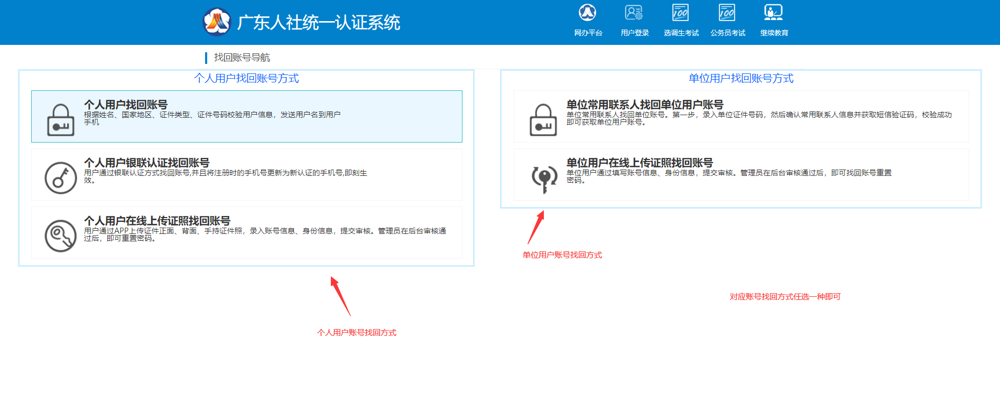 广东人社统一认证系统
网办平台 用户登录 选调生考试 公务员考试 继续教育
找回账号导航
个人用户找回账号方式
个人用户找回账号
根据姓名、国家地区、证件类型、证件号码校验用户信息，发送用户名到用户
手机
个人用户银联认证找回账号
用户通过银联认证方式找回账号,并且将注册时的手机号更新为新认证的手机号,即刻生
效。
个人用户在线上传证照找回账号
用户通过APP上传证件正面、背面、手持证件照，录入账号信息、身份信息，提交审核。管理员在后台审核通
过后，即可重置密码。
单位用户找回账号方式
单位常用联系人找回单位用户账号
单位常用联系人找回单位账号。第一步，录入单位证件号码，然后确认常用联系人信息并获取短信验证码，校验成功
即可获取单位用户账号。
单位用户在线上传证照找回账号
单位用户通过填写账号信息、身份信息，提交审核。管理员在后台审核通过后，即可找回账号重置
密码。
单位用户账号找回方式
对应账号找回方式任选一种即可
个人用户账号找回方式